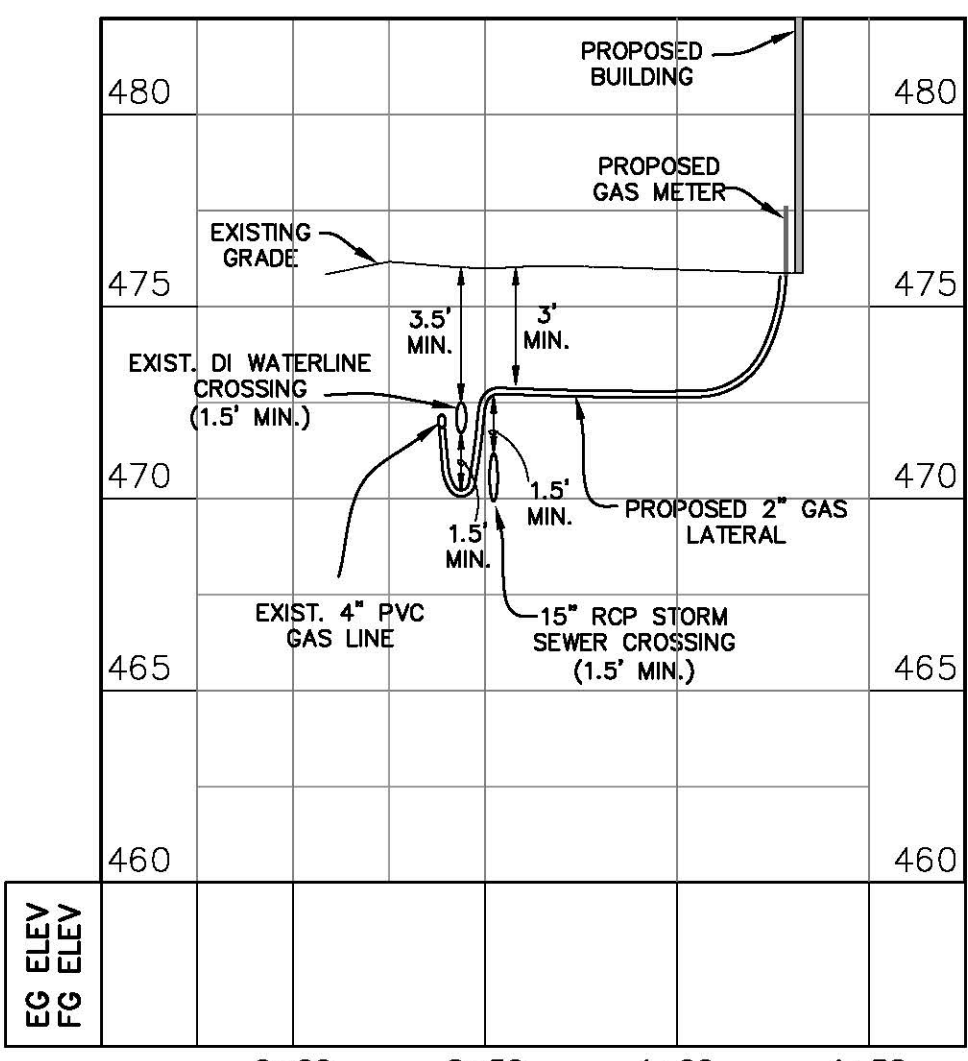 PROPOSED
BUILDING
480
480
PROPOSED
GAS METER
EXISTING
GRADE
475
475
3.5'
MIN.
3'
MIN.
EXIST. DI WATERLINE
CROSSING
(1.5' MIN.)
470
470
1.5'
MIN.
PROPOSED 2" GAS
LATERAL
1.5'
MIN.
EXIST. 4" PVC
GAS LINE
15" RCP STORM
SEWER CROSSING
(1.5' MIN.)
465
465
460
460
EG ELEV
FG ELEV